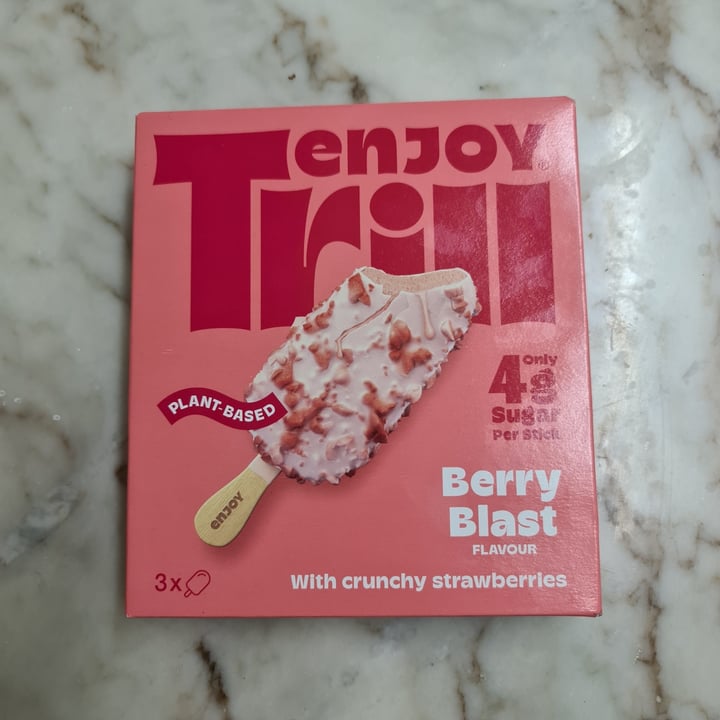 enjoy
Trill
Only
4g
Sugar
Per Stick
PLANT-BASED
enjoy
Berry
Blast
FLAVOUR
3x
With crunchy strawberries